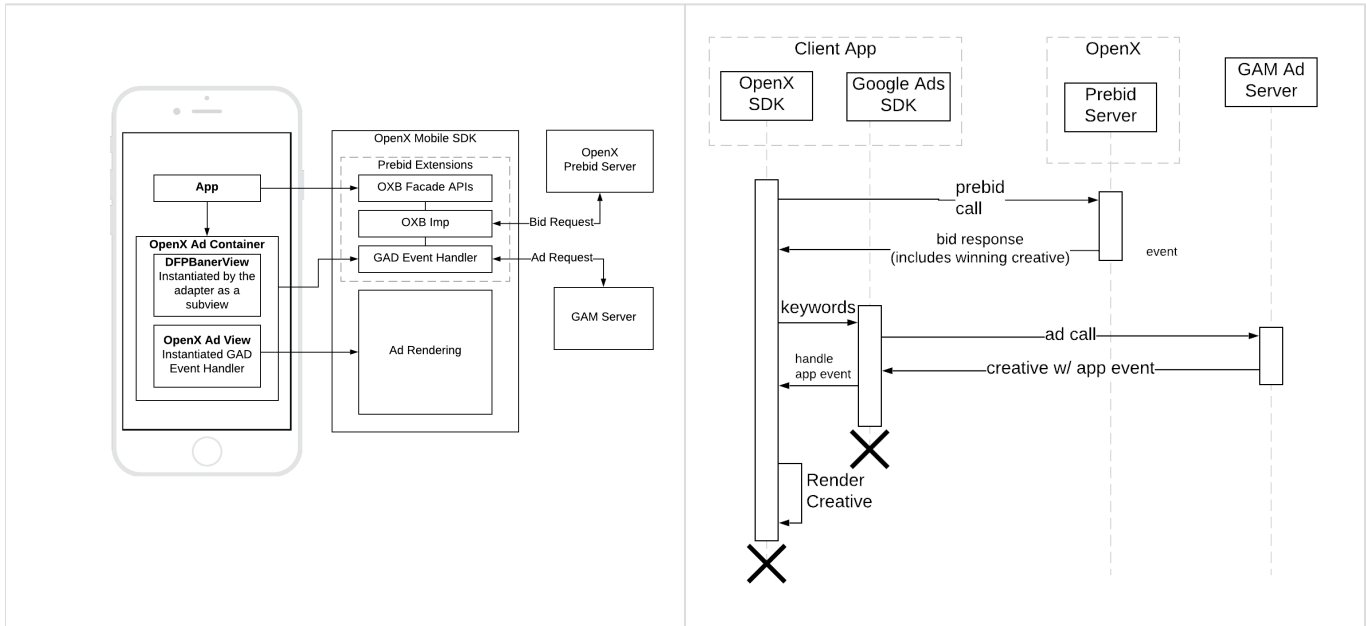 App
OpenX Ad Container
DFPBanerView
Instantiated by the
adapter as a
subview
OpenX Ad View
Instantiated GAD
Event Handler
OpenX Mobile SDK
Prebid Extensions
OXB Facade APIs
OXB Imp
GAD Event Handler
Ad Rendering
OpenX
Prebid Server
Bid Request
Ad Request
GAM Server
Client App
OpenX
SDK
Google Ads
SDK
OpenX
Prebid
Server
GAM Ad
Server
prebid
call
bid response
(includes winning creative)
event
keywords
ad call
handle
app event
creative w/ app event
Render
Creative